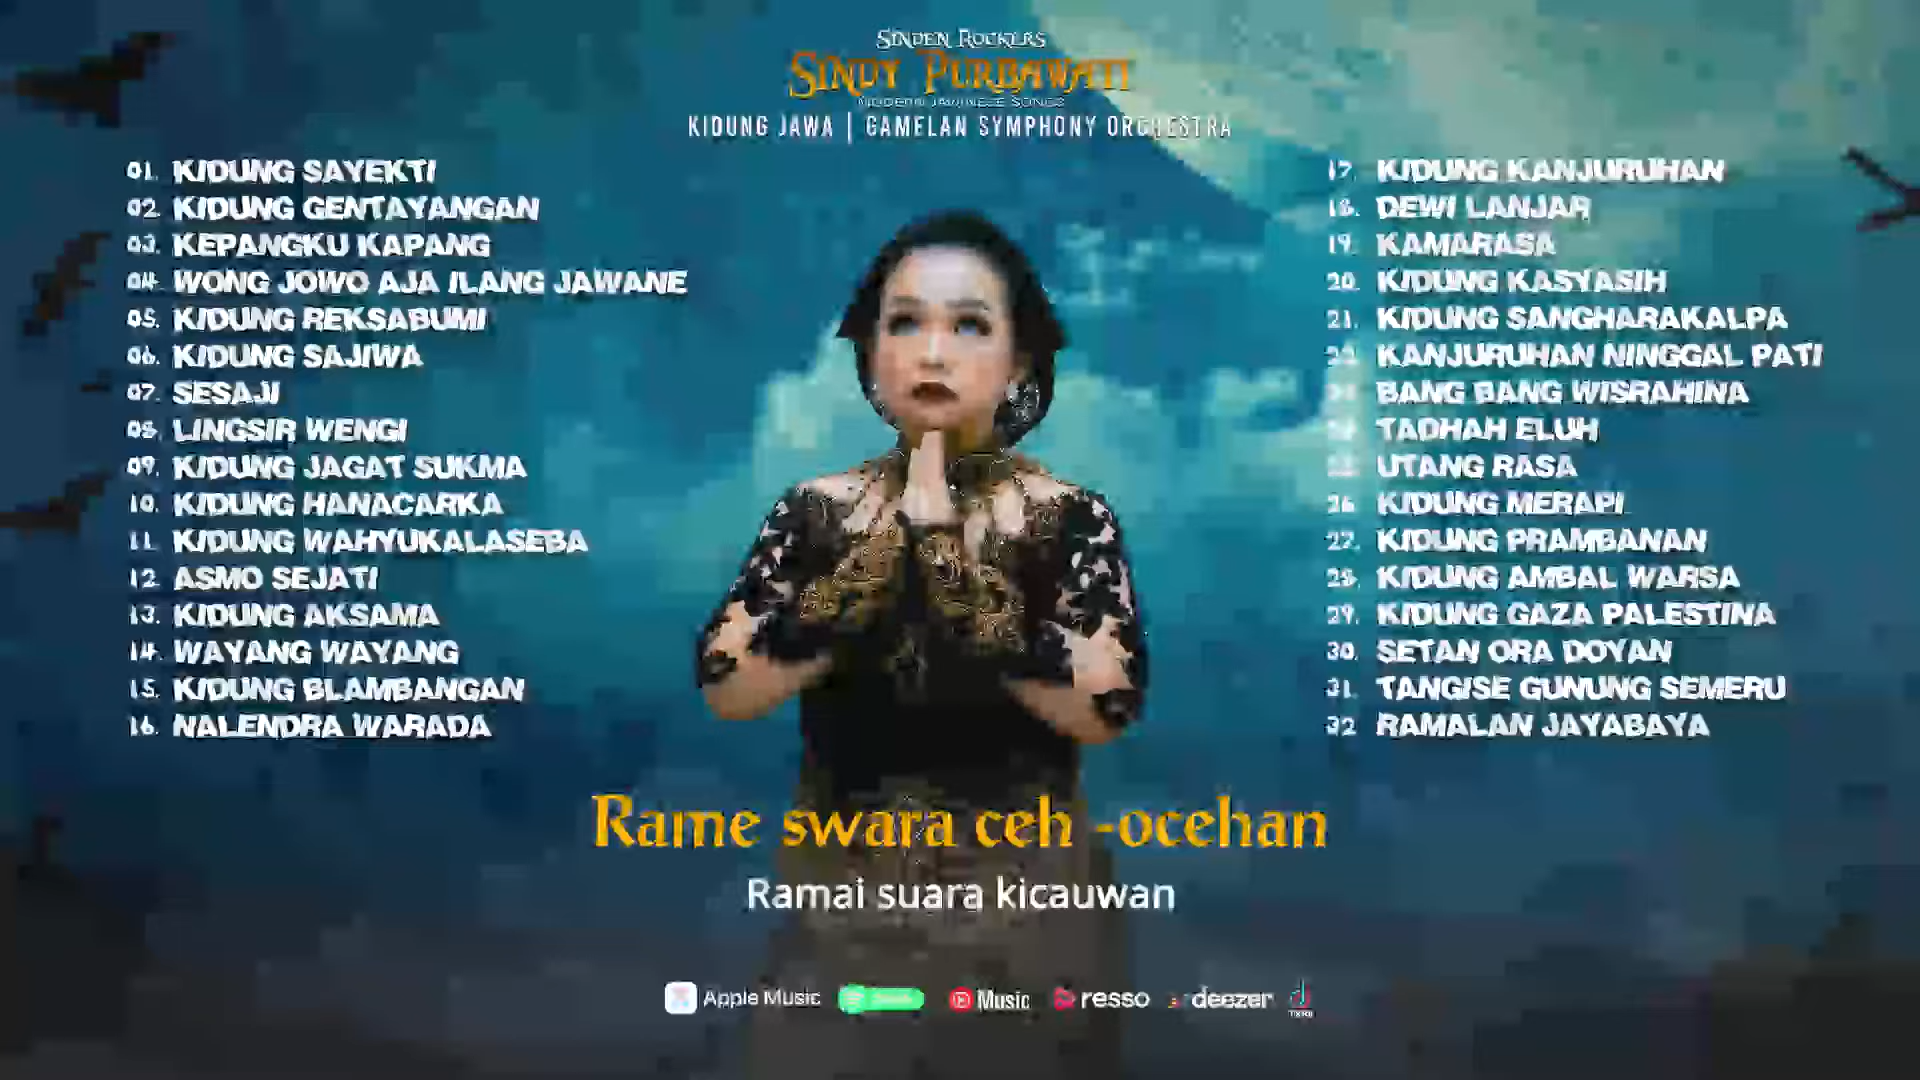 SINDEN ROCKERS
SINDY PURBAWATI
MODERN JAVANESE SONGS
KIDUNG JAWA | GAMELAN SYMPHONY ORCHESTRA
01. KIDUNG SAYEKTI
02. KIDUNG GENTAYANGAN
03. KEPANGKU KAPANG
04. WONG JOWO AJA ILANG JAWANE
05. KIDUNG REKSABUMI
06. KIDUNG SAJIWA
07. SESAJI
08. LINGSIR WENGI
09. KIDUNG JAGAT SUKMA
10. KIDUNG HANACARKA
11. KIDUNG WAHYUKALASEBA
12. ASMO SEJATI
13. KIDUNG AKSAMA
14. WAYANG WAYANG
15. KIDUNG BLAMBANGAN
16. NALENDRA WARADA
17. KIDUNG KANJURUHAN
18. DEWI LANJAR
19. KAMARASA
20. KIDUNG KASYASIH
21. KIDUNG SANGHARAKALPA
22. KANJURUHAN NINGGAL PATI
BANG BANG WISRAHINA
TADHAH ELUH
UTANG RASA
26. KIDUNG MERAPI
27. KIDUNG PRAMBANAN
28. KIDUNG AMBAL WARSA
29. KIDUNG GAZA PALESTINA
30. SETAN ORA DOYAN
31. TANGISE GUNUNG SEMERU
32 RAMALAN JAYABAYA
Rame swara ceh -ocehan
Ramai suara kicauwan
Apple Music Music resso deezer